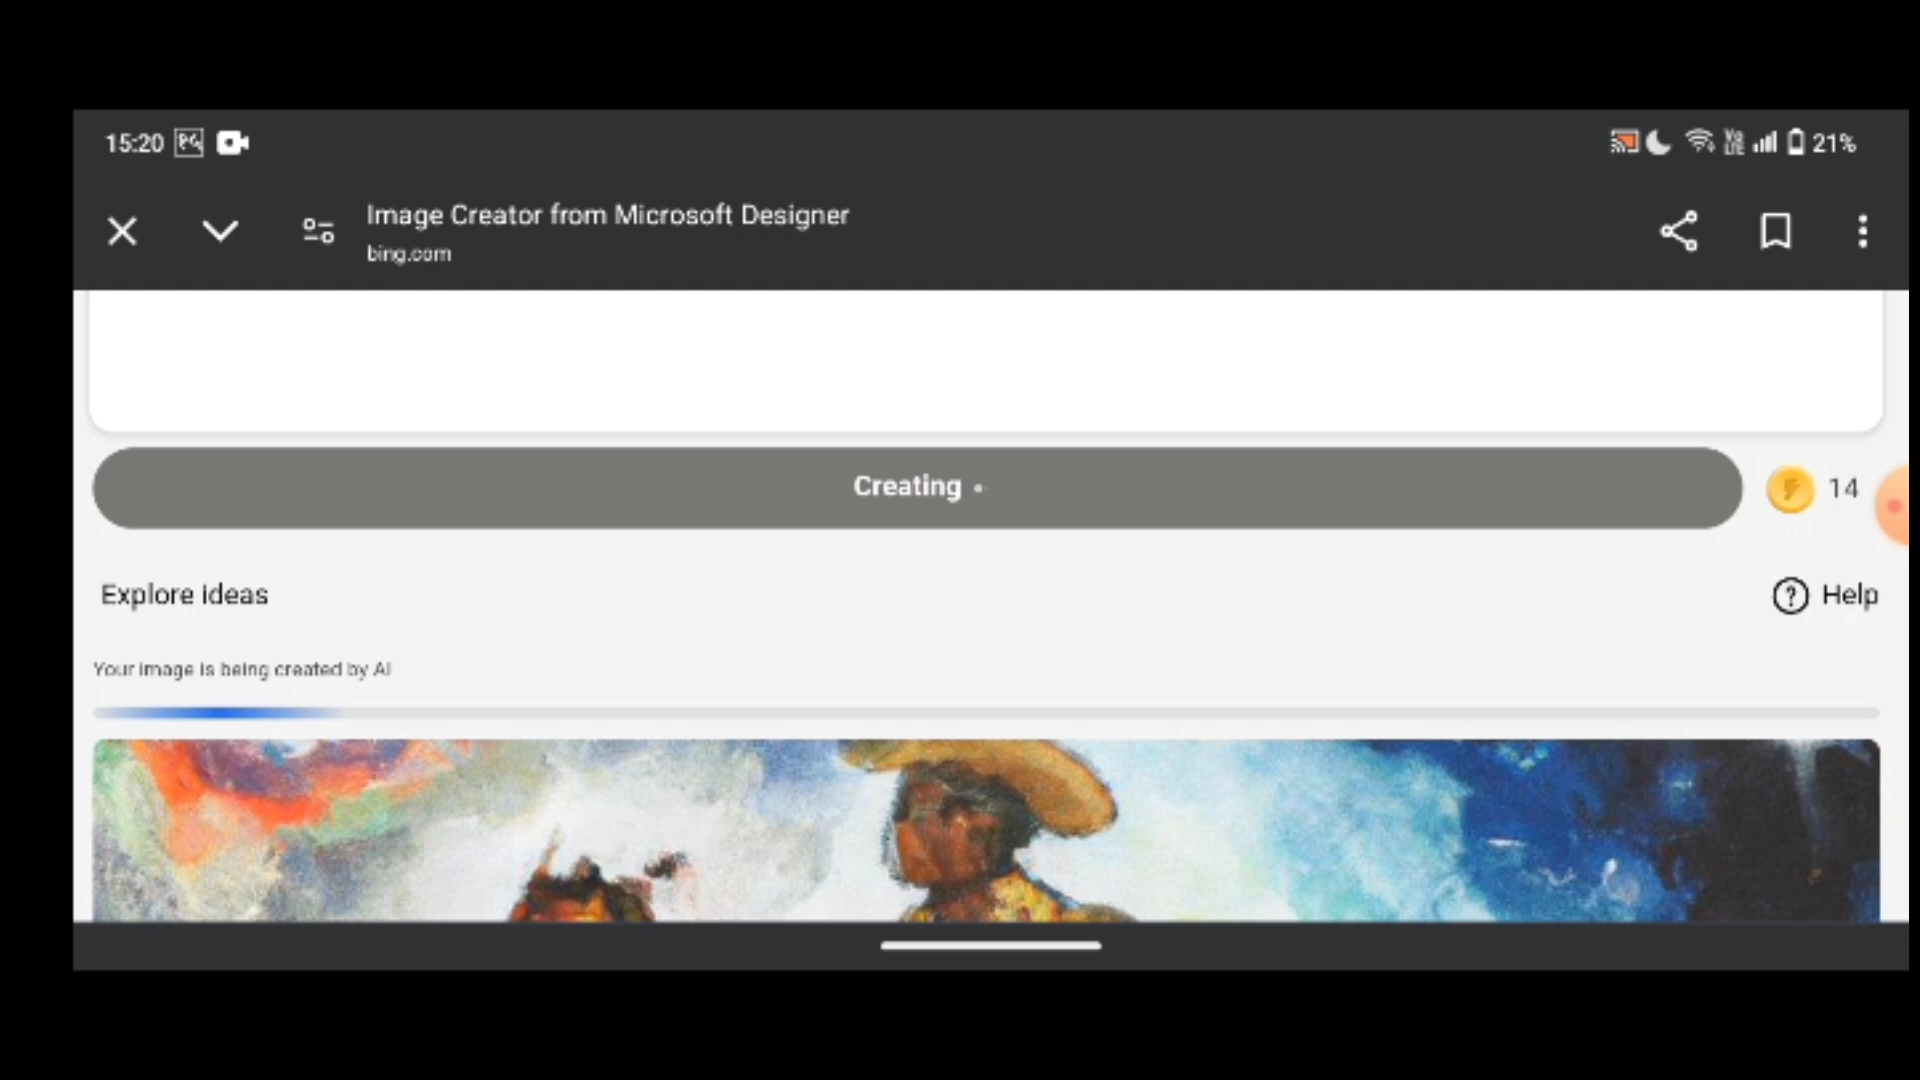 15:20
21%
Image Creator from Microsoft Designer
bing.com
Creating
14
Explore ideas
Help
Your image is being created by AI